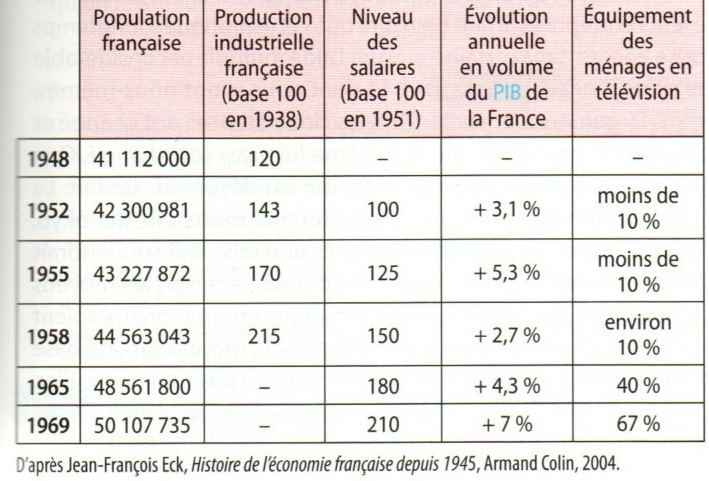 Population française | Production industrielle française (base 100 en 1938) | Niveau des salaires (base 100 en 1951) | Évolution annuelle en volume du PIB de la France | Équipement des ménages en télévision
1948 | 41 112 000 | 120 | – | – | –
1952 | 42 300 981 | 143 | 100 | + 3,1 % | moins de 10 %
1955 | 43 227 872 | 170 | 125 | + 5,3 % | moins de 10 %
1958 | 44 563 043 | 215 | 150 | + 2,7 % | environ 10 %
1965 | 48 561 800 | – | 180 | + 4,3 % | 40 %
1969 | 50 107 735 | – | 210 | + 7 % | 67 %
D'après Jean-François Eck, Histoire de l'économie française depuis 1945, Armand Colin, 2004.